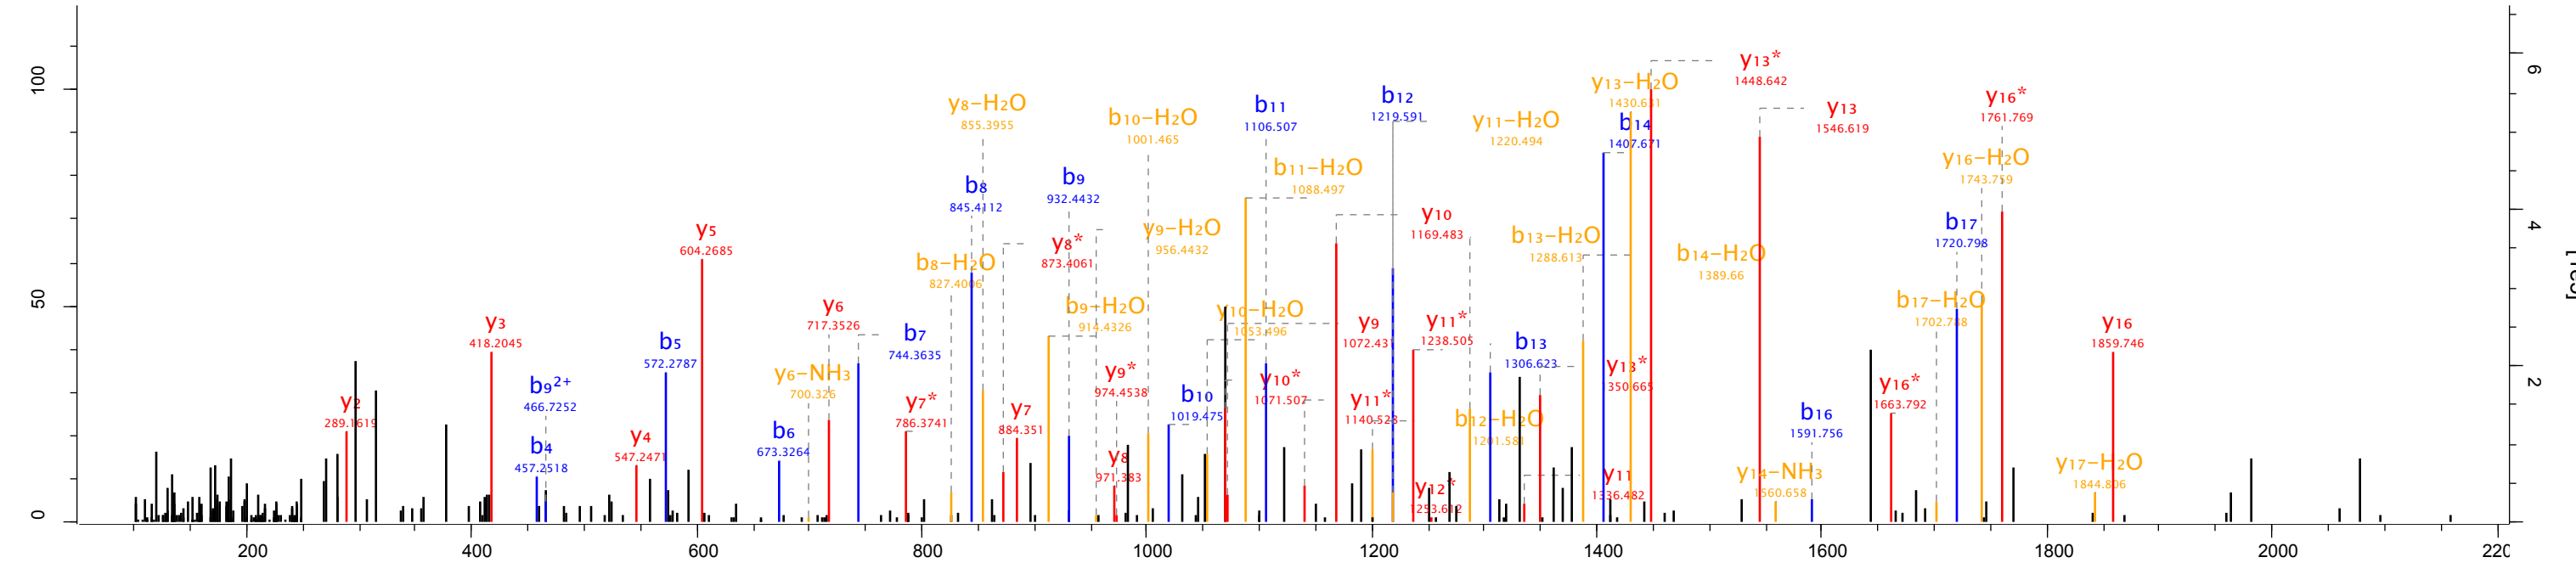 y₁₃*
1448.642
6
100
y₁₃−H₂O
1430.631
y₁₆*
1761.769
y₈−H₂O
855.3955
b₁₁
1106.507
b₁₂
1219.591
y₁₃
1546.619
b₁₀−H₂O
1001.465
y₁₁−H₂O
1220.494
b₁₄
1407.671
y₁₆−H₂O
1743.759
b₁₁−H₂O
1088.497
b₉
932.4432
b₈
845.4112
y₁₀
1169.483
b₁₇
1720.798
4
y₅
604.2685
y₉−H₂O
956.4432
y₈*
873.4061
b₁₃−H₂O
1288.613
b₁₄−H₂O
1389.66
b₈−H₂O
827.4006
50
b₉−H₂O
914.4326
y₁₀−H₂O
1053.496
b₁₇−H₂O
1702.788
y₃
418.2045
y₆
717.3526
y₉
1072.431
y₁₁*
1238.505
y₁₆
1859.746
b₅
572.2787
b₇
744.3635
b₁₃
1306.623
y₆−NH₃
700.326
y₉*
974.4538
y₁₀*
1071.507
y₁₃*
1350.665
2
b₉²⁺
466.7252
b₁₀
1019.475
y₁₆*
1663.792
y₂
289.1619
y₇*
786.3741
y₇
884.351
y₁₁*
1140.528
b₁₂−H₂O
1201.581
b₁₆
1591.756
b₄
457.2518
y₄
547.2471
b₆
673.3264
y₈
971.383
y₁₁
1336.482
y₁₄−NH₃
1560.658
y₁₇−H₂O
1844.806
y₁₂*
1253.612
0
200 400 600 800 1000 1200 1400 1600 1800 2000